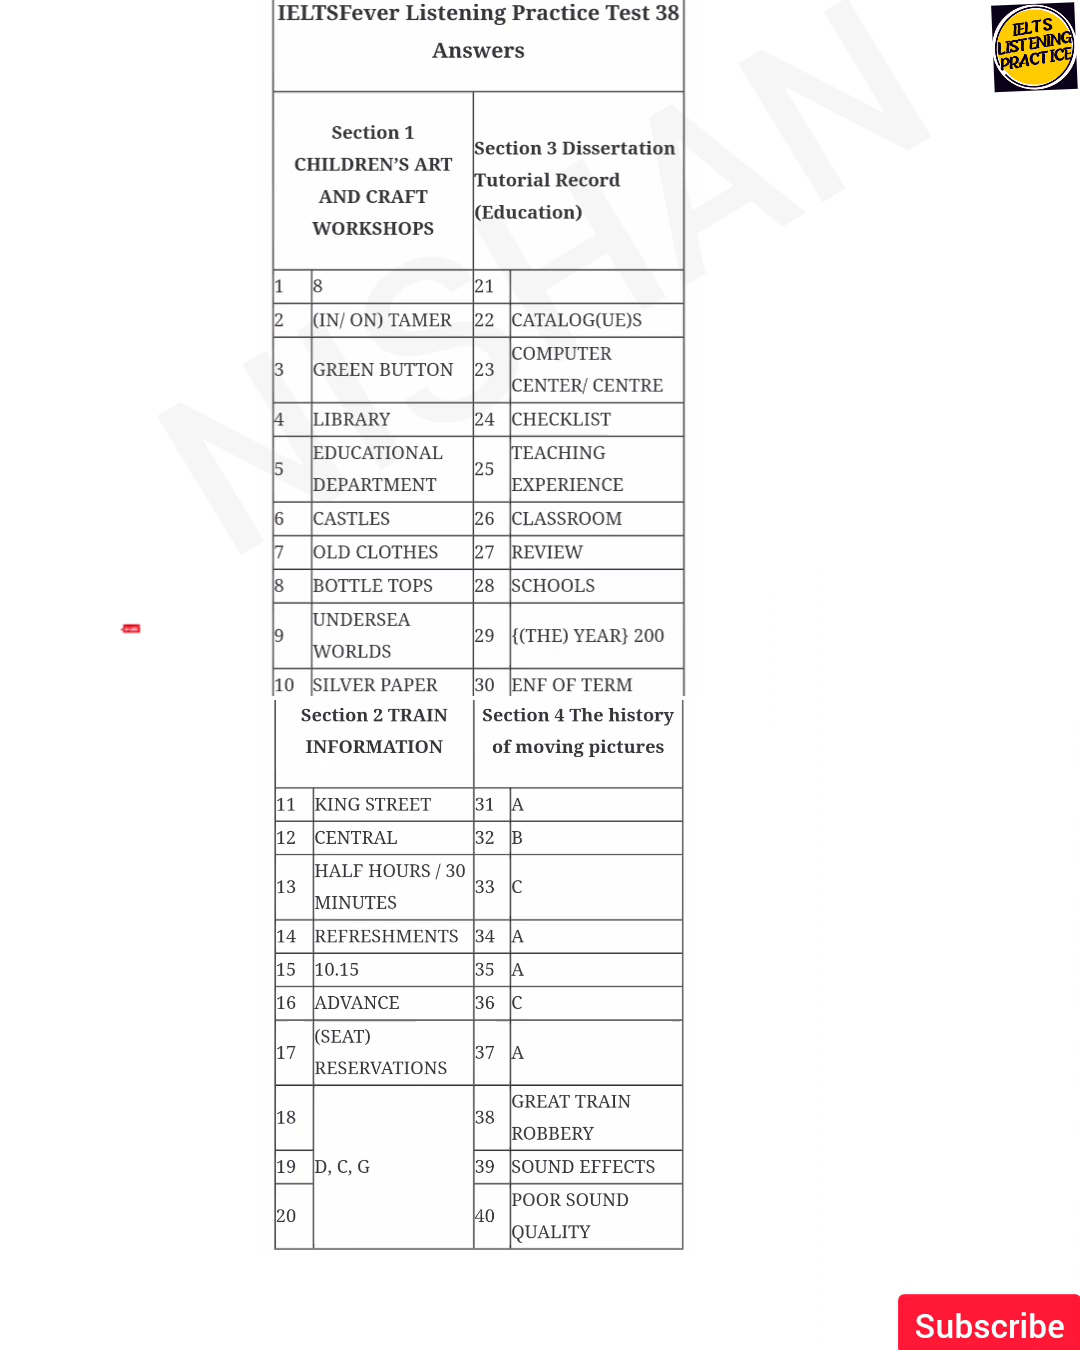 IELTSFever Listening Practice Test 38
Answers
IELTS
LISTENING
PRACTICE
Section 1
CHILDREN’S ART
AND CRAFT
WORKSHOPS
Section 3 Dissertation
Tutorial Record
(Education)
1 8 21
2 (IN/ ON) TAMER 22 CATALOG(UE)S
3 GREEN BUTTON 23 COMPUTER
CENTER/ CENTRE
4 LIBRARY 24 CHECKLIST
5 EDUCATIONAL
DEPARTMENT
25 TEACHING
EXPERIENCE
6 CASTLES 26 CLASSROOM
7 OLD CLOTHES 27 REVIEW
8 BOTTLE TOPS 28 SCHOOLS
9 UNDERSEA
WORLDS
29 {(THE) YEAR} 200
10 SILVER PAPER 30 ENF OF TERM
Section 2 TRAIN
INFORMATION
Section 4 The history
of moving pictures
11 KING STREET 31 A
12 CENTRAL 32 B
13 HALF HOURS / 30
MINUTES
33 C
14 REFRESHMENTS 34 A
15 10.15 35 A
16 ADVANCE 36 C
17 (SEAT)
RESERVATIONS
37 A
18 38 GREAT TRAIN
ROBBERY
19 D, C, G 39 SOUND EFFECTS
20 40 POOR SOUND
QUALITY
NISHAN
Subscribe